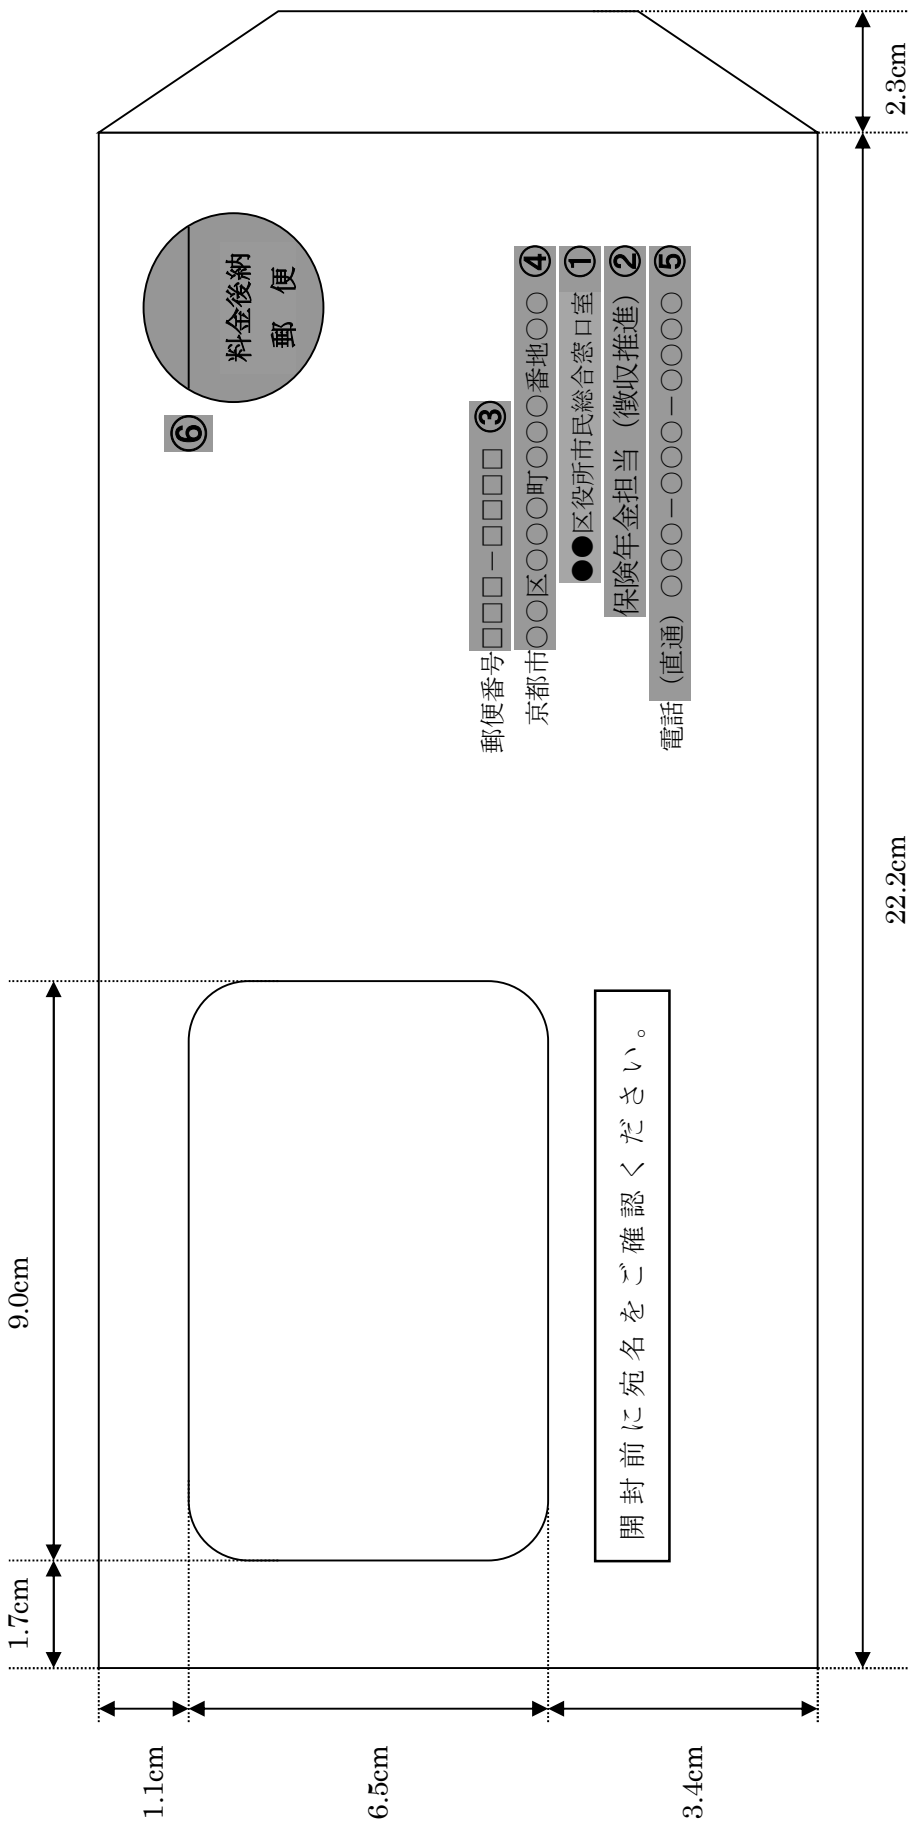 1.7cm
9.0cm
1.1cm
6.5cm
3.4cm
22.2cm
2.3cm
⑥
料金後納
郵便
郵便番号□□□－□□□□ ③
京都市○○区○○○町○○○番地○○ ④
●●区役所市民総合窓口室 ①
保険年金担当（徴収推進） ②
電話（直通）○○○－○○○－○○○○ ⑤
開封前に宛名をご確認ください。